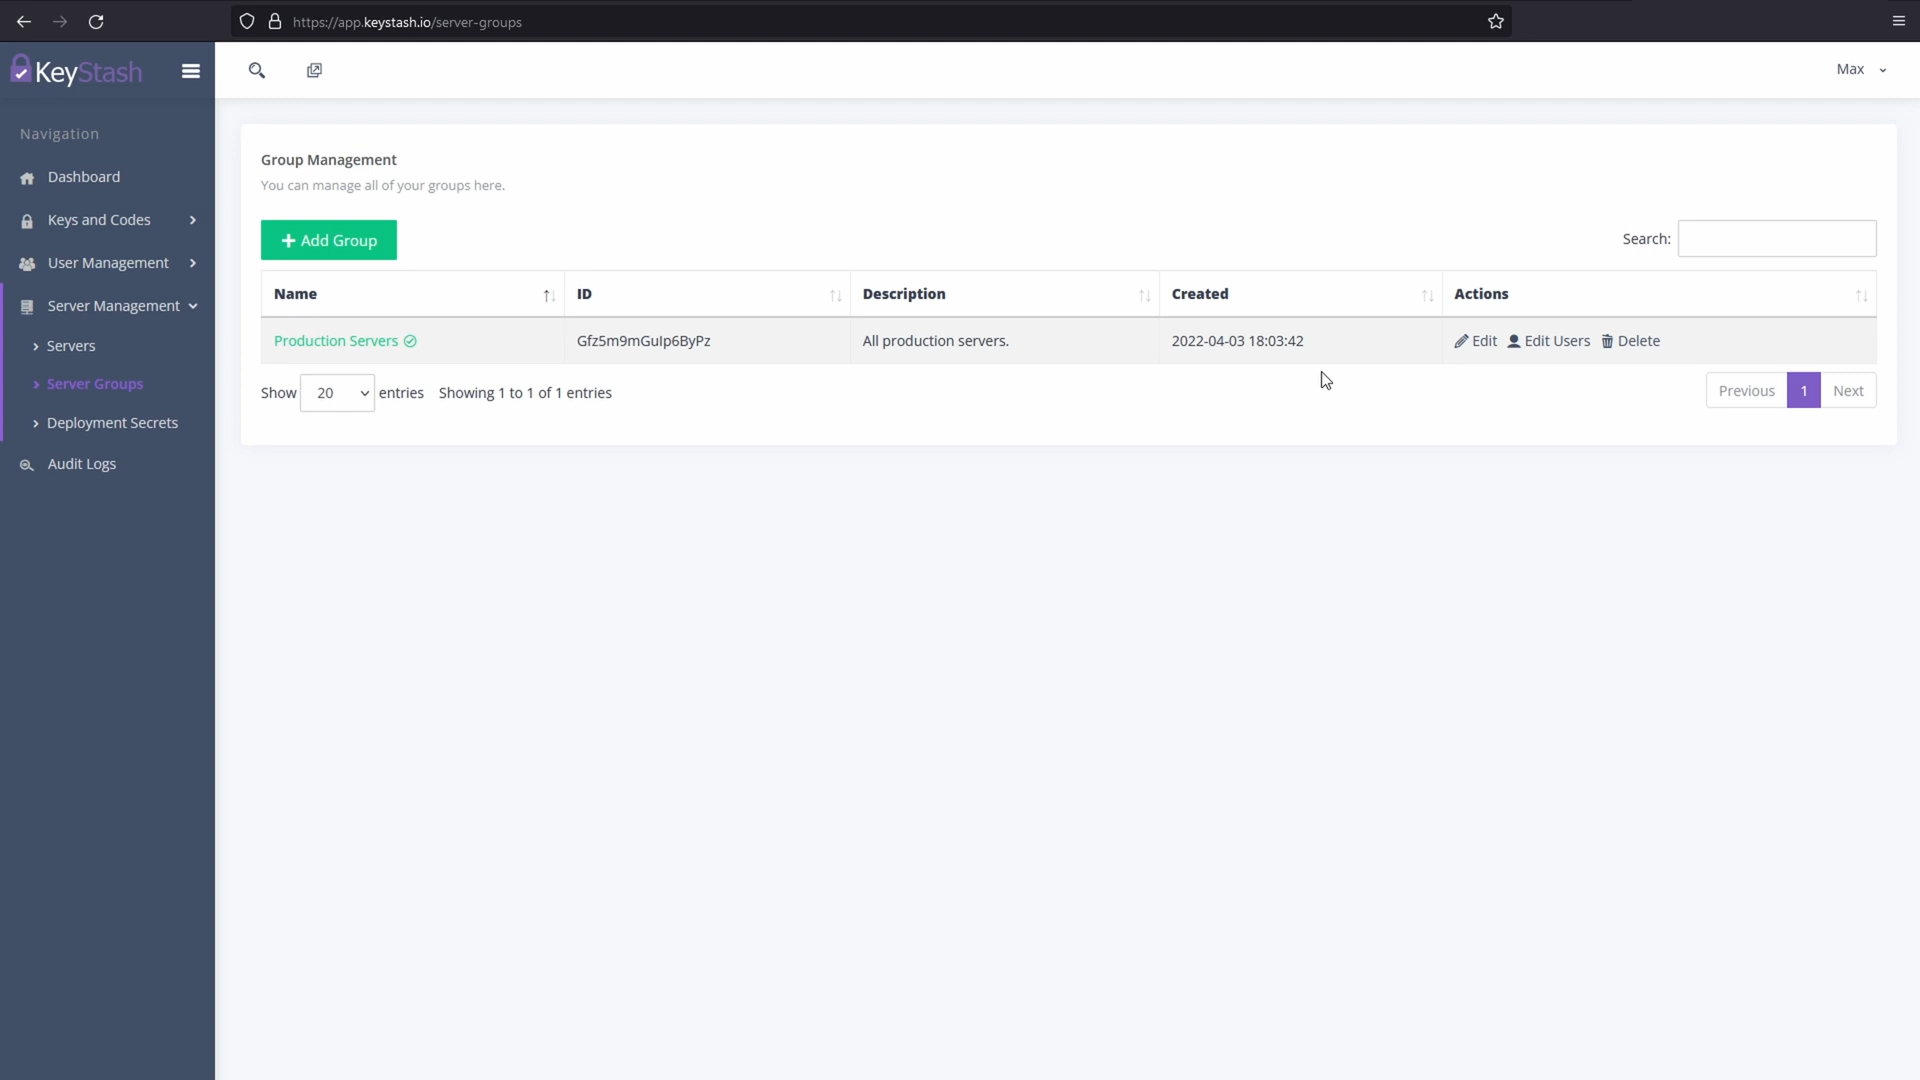 https://app.keystash.io/server-groups
KeyStash
Max
Navigation
Dashboard
Keys and Codes
User Management
Server Management
Servers
Server Groups
Deployment Secrets
Audit Logs
Group Management
You can manage all of your groups here.
Add Group
Search:
Name ID Description Created Actions
Production Servers Gfz5m9mGuIp6ByPz All production servers. 2022-04-03 18:03:42 Edit Edit Users Delete
Show 20 entries Showing 1 to 1 of 1 entries Previous 1 Next